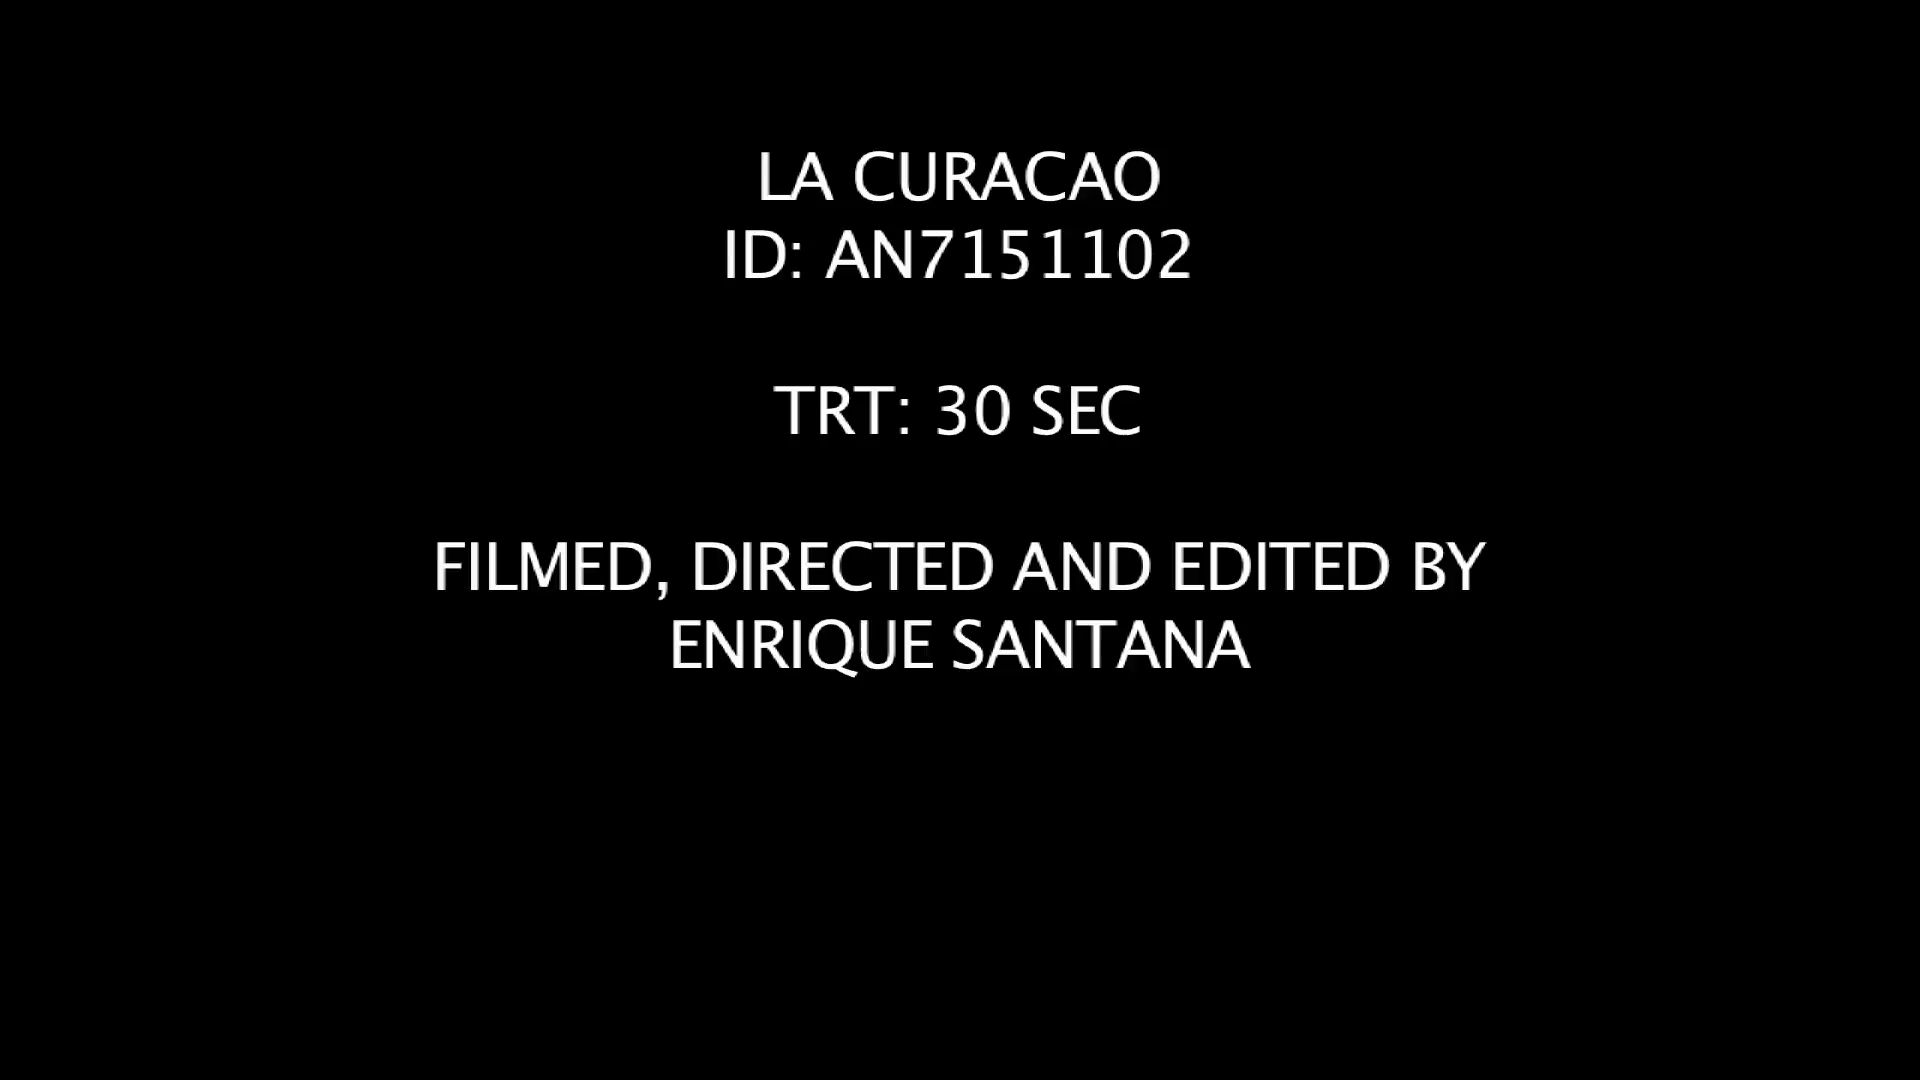 LA CURACAO
ID: AN7151102
TRT: 30 SEC
FILMED, DIRECTED AND EDITED BY
ENRIQUE SANTANA